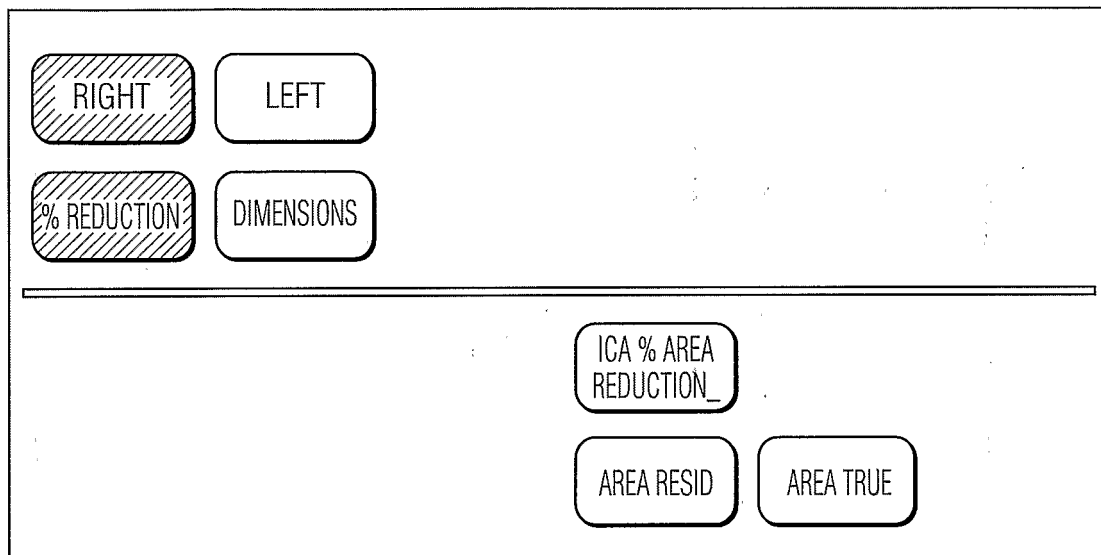 RIGHT LEFT
% REDUCTION DIMENSIONS
ICA % AREA
REDUCTION_
AREA RESID AREA TRUE